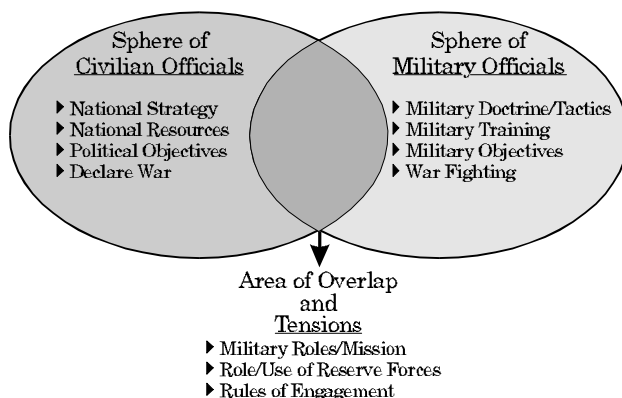 Sphere of
Civilian Officials
National Strategy
National Resources
Political Objectives
Declare War
Sphere of
Military Officials
Military Doctrine/Tactics
Military Training
Military Objectives
War Fighting
Area of Overlap
and
Tensions
Military Roles/Mission
Role/Use of Reserve Forces
Rules of Engagement